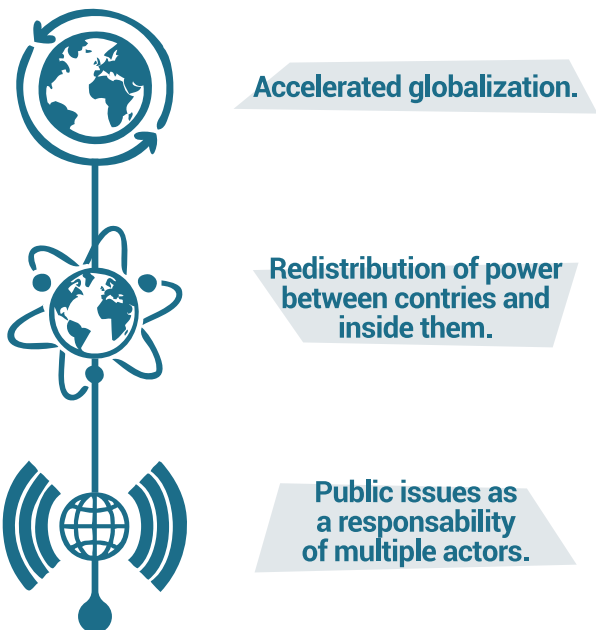 Accelerated globalization.
Redistribution of power
between contries and
inside them.
Public issues as
a responsability
of multiple actors.